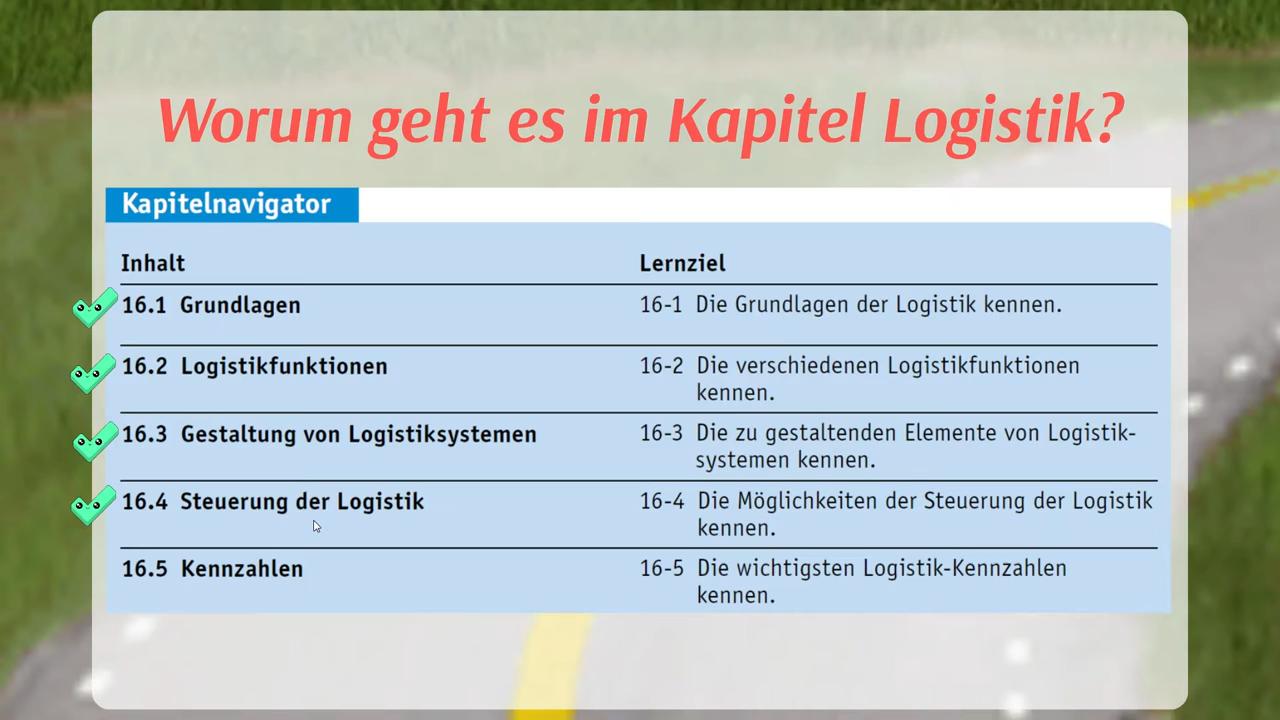 Worum geht es im Kapitel Logistik?
Kapitelnavigator
Inhalt Lernziel
16.1 Grundlagen 16-1 Die Grundlagen der Logistik kennen.
16.2 Logistikfunktionen 16-2 Die verschiedenen Logistikfunktionen
kennen.
16.3 Gestaltung von Logistiksystemen 16-3 Die zu gestaltenden Elemente von Logistik-
systemen kennen.
16.4 Steuerung der Logistik 16-4 Die Möglichkeiten der Steuerung der Logistik
kennen.
16.5 Kennzahlen 16-5 Die wichtigsten Logistik-Kennzahlen
kennen.